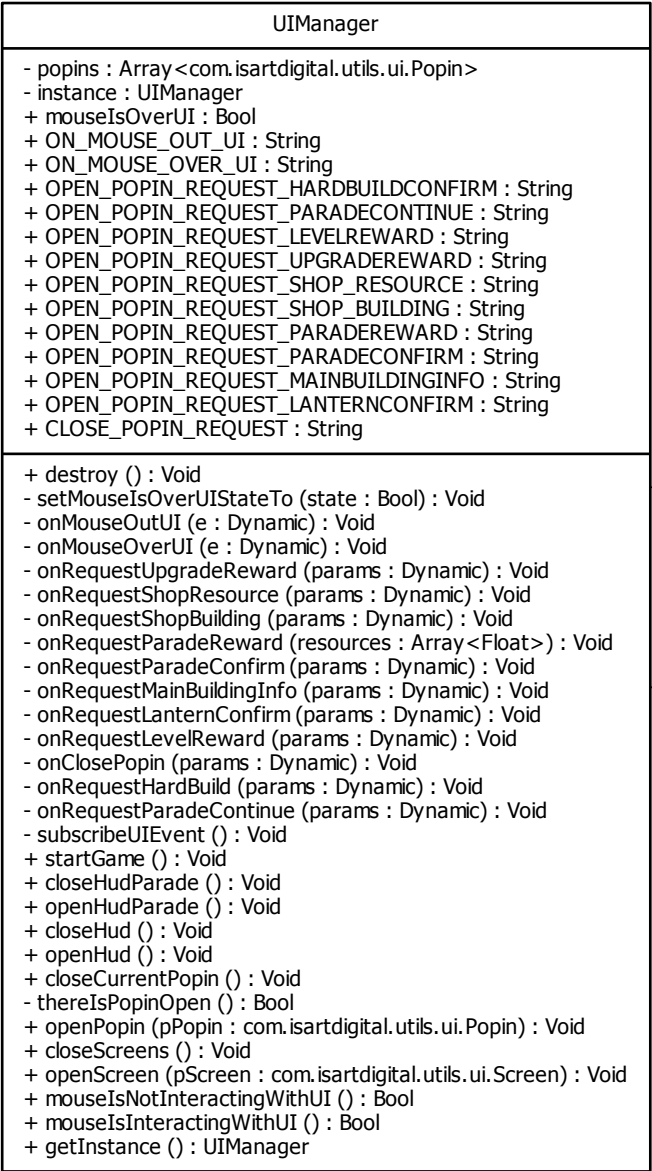 UIManager
- popins : Array<com.isartdigital.utils.ui.Popin>
- instance : UIManager
+ mouseIsOverUI : Bool
+ ON_MOUSE_OUT_UI : String
+ ON_MOUSE_OVER_UI : String
+ OPEN_POPIN_REQUEST_HARDBUILDCONFIRM : String
+ OPEN_POPIN_REQUEST_PARADECONTINUE : String
+ OPEN_POPIN_REQUEST_LEVELREWARD : String
+ OPEN_POPIN_REQUEST_UPGRADEREWARD : String
+ OPEN_POPIN_REQUEST_SHOP_RESOURCE : String
+ OPEN_POPIN_REQUEST_SHOP_BUILDING : String
+ OPEN_POPIN_REQUEST_PARADEREWARD : String
+ OPEN_POPIN_REQUEST_PARADECONFIRM : String
+ OPEN_POPIN_REQUEST_MAINBUILDINGINFO : String
+ OPEN_POPIN_REQUEST_LANTERNCONFIRM : String
+ CLOSE_POPIN_REQUEST : String
+ destroy () : Void
- setMouseIsOverUIStateTo (state : Bool) : Void
- onMouseOutUI (e : Dynamic) : Void
- onMouseOverUI (e : Dynamic) : Void
- onRequestUpgradeReward (params : Dynamic) : Void
- onRequestShopResource (params : Dynamic) : Void
- onRequestShopBuilding (params : Dynamic) : Void
- onRequestParadeReward (resources : Array<Float>) : Void
- onRequestParadeConfirm (params : Dynamic) : Void
- onRequestMainBuildingInfo (params : Dynamic) : Void
- onRequestLanternConfirm (params : Dynamic) : Void
- onRequestLevelReward (params : Dynamic) : Void
- onClosePopin (params : Dynamic) : Void
- onRequestHardBuild (params : Dynamic) : Void
- onRequestParadeContinue (params : Dynamic) : Void
- subscribeUIEvent () : Void
+ startGame () : Void
+ closeHudParade () : Void
+ openHudParade () : Void
+ closeHud () : Void
+ openHud () : Void
+ closeCurrentPopin () : Void
- thereIsPopinOpen () : Bool
+ openPopin (pPopin : com.isartdigital.utils.ui.Popin) : Void
+ closeScreens () : Void
+ openScreen (pScreen : com.isartdigital.utils.ui.Screen) : Void
+ mouseIsNotInteractingWithUI () : Bool
+ mouseIsInteractingWithUI () : Bool
+ getInstance () : UIManager